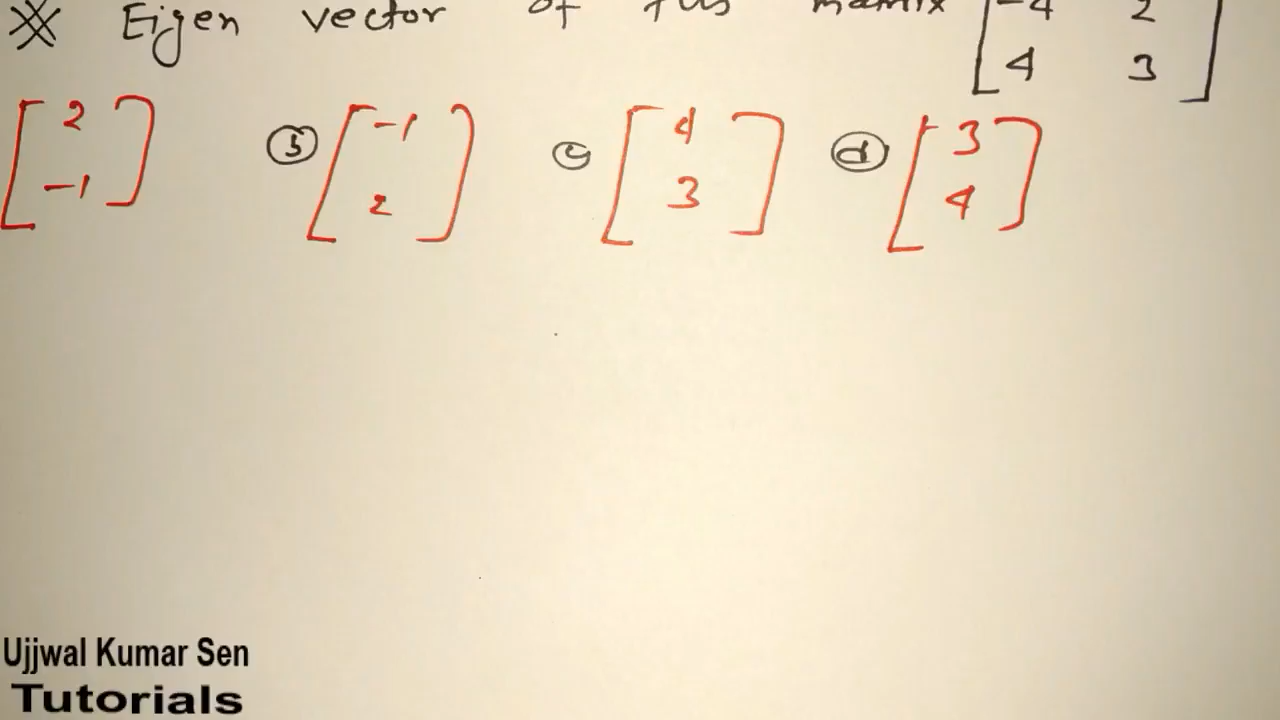 ※ Eigen vector of this matrix [-4 2
4 3]
[2 -1] (b) [-1 2] (c) [4 3] (d) [3 4]
Ujjwal Kumar Sen
Tutorials